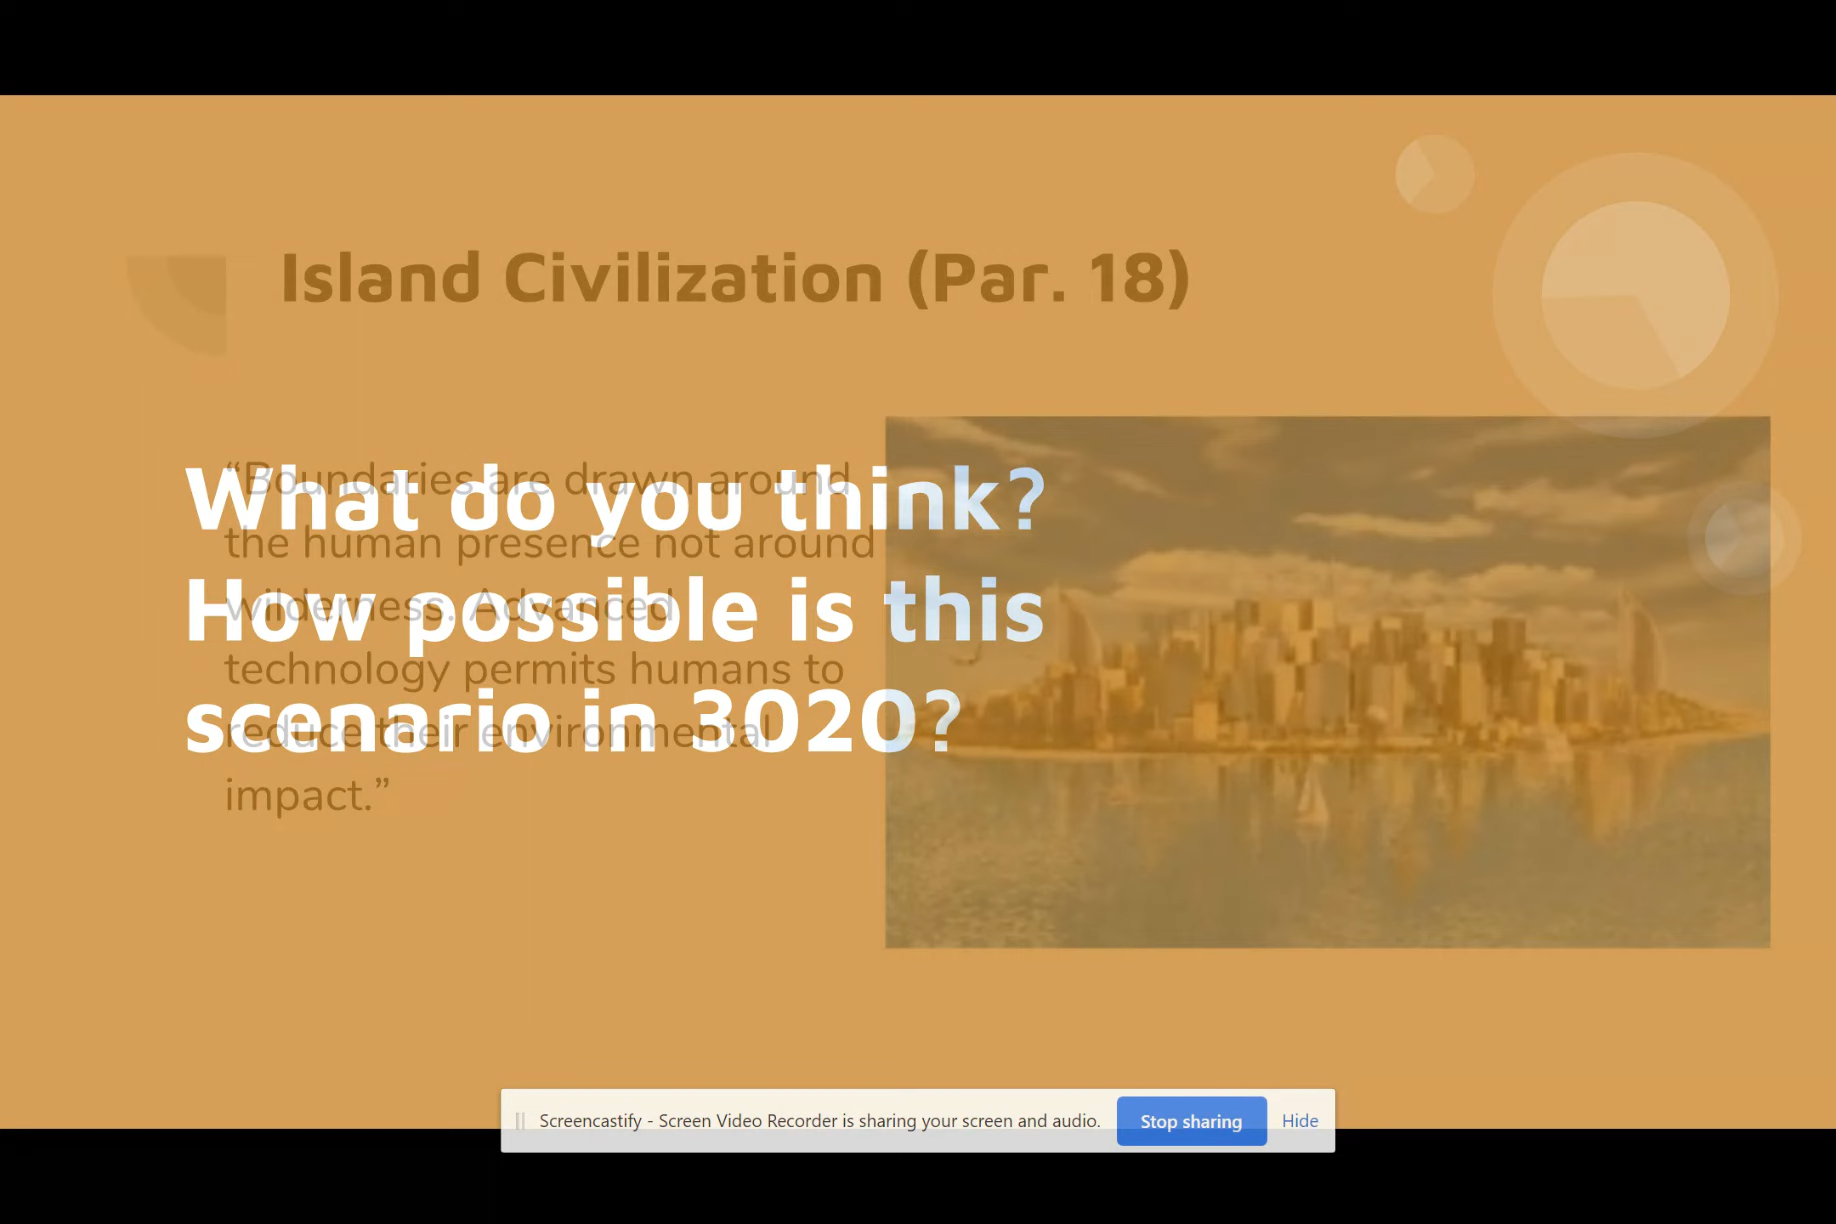 Island Civilization (Par. 18)
“Boundaries are drawn around
the human presence not around
wilderness. Advanced
technology permits humans to
reduce their environmental
impact.”
What do you think?
How possible is this
scenario in 3020?
Screencastify - Screen Video Recorder is sharing your screen and audio. Stop sharing Hide